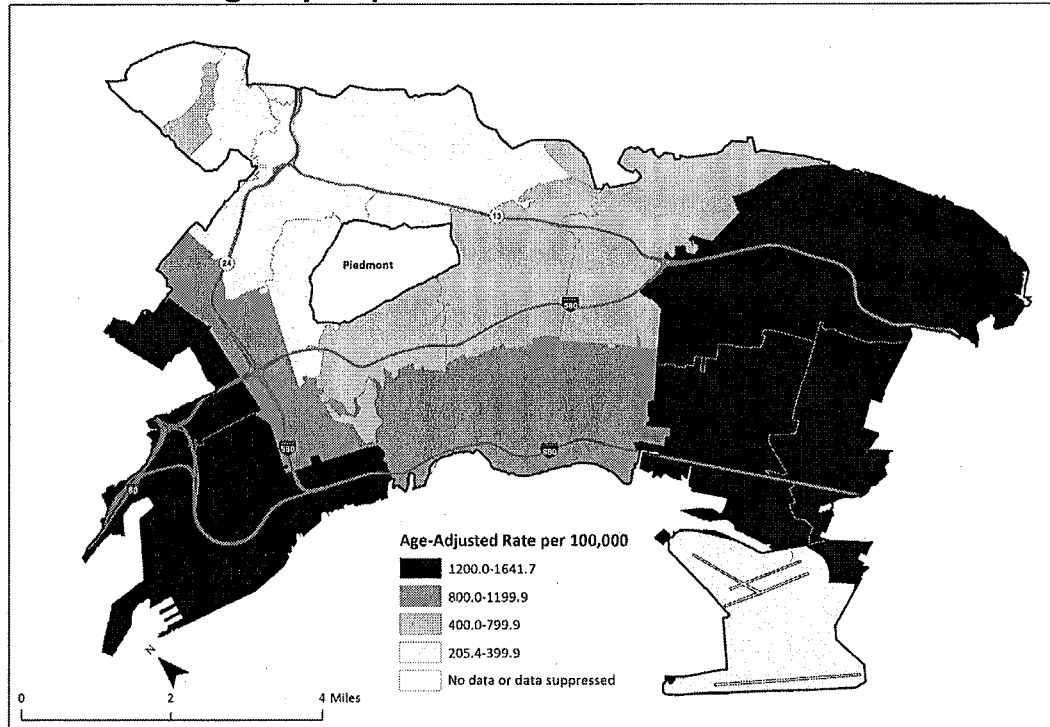 13
24
Piedmont
580
580
880
80
Age-Adjusted Rate per 100,000
1200.0-1641.7
800.0-1199.9
400.0-799.9
205.4-399.9
No data or data suppressed
N
0 2 4 Miles